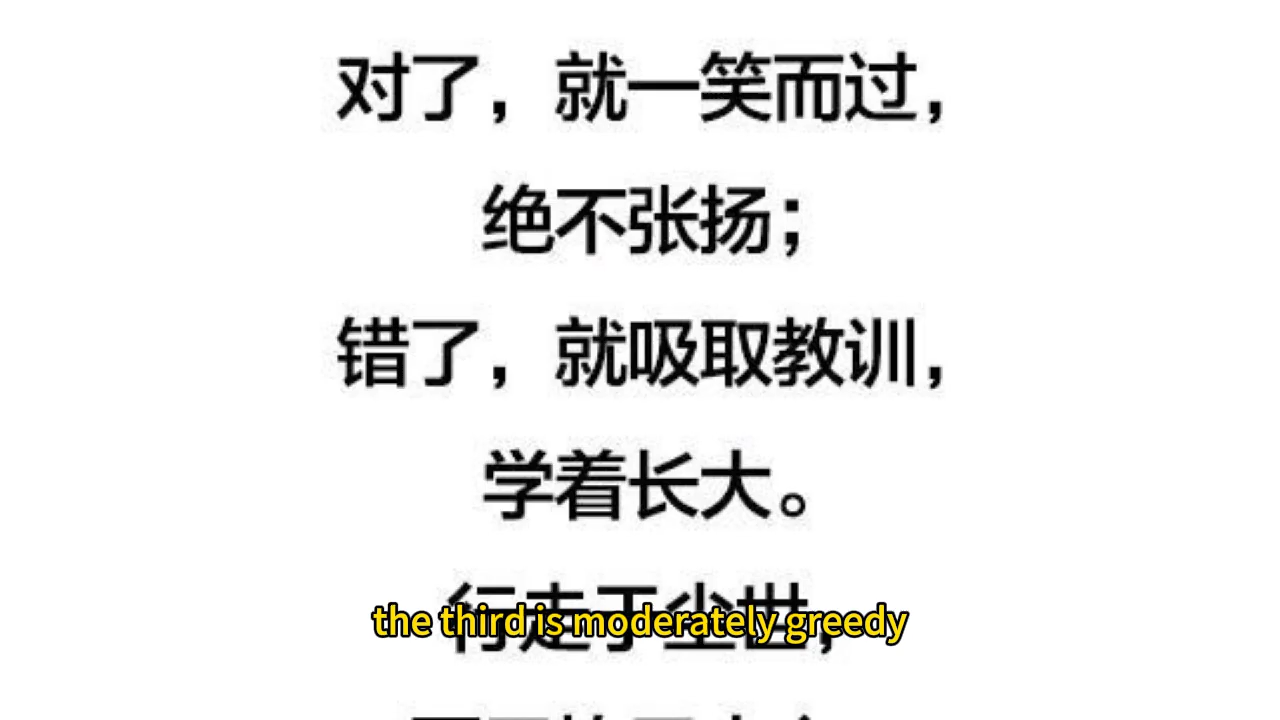 对了，就一笑而过，
绝不张扬；
错了，就吸取教训，
学着长大。
行走于尘世，
the third is moderately greedy